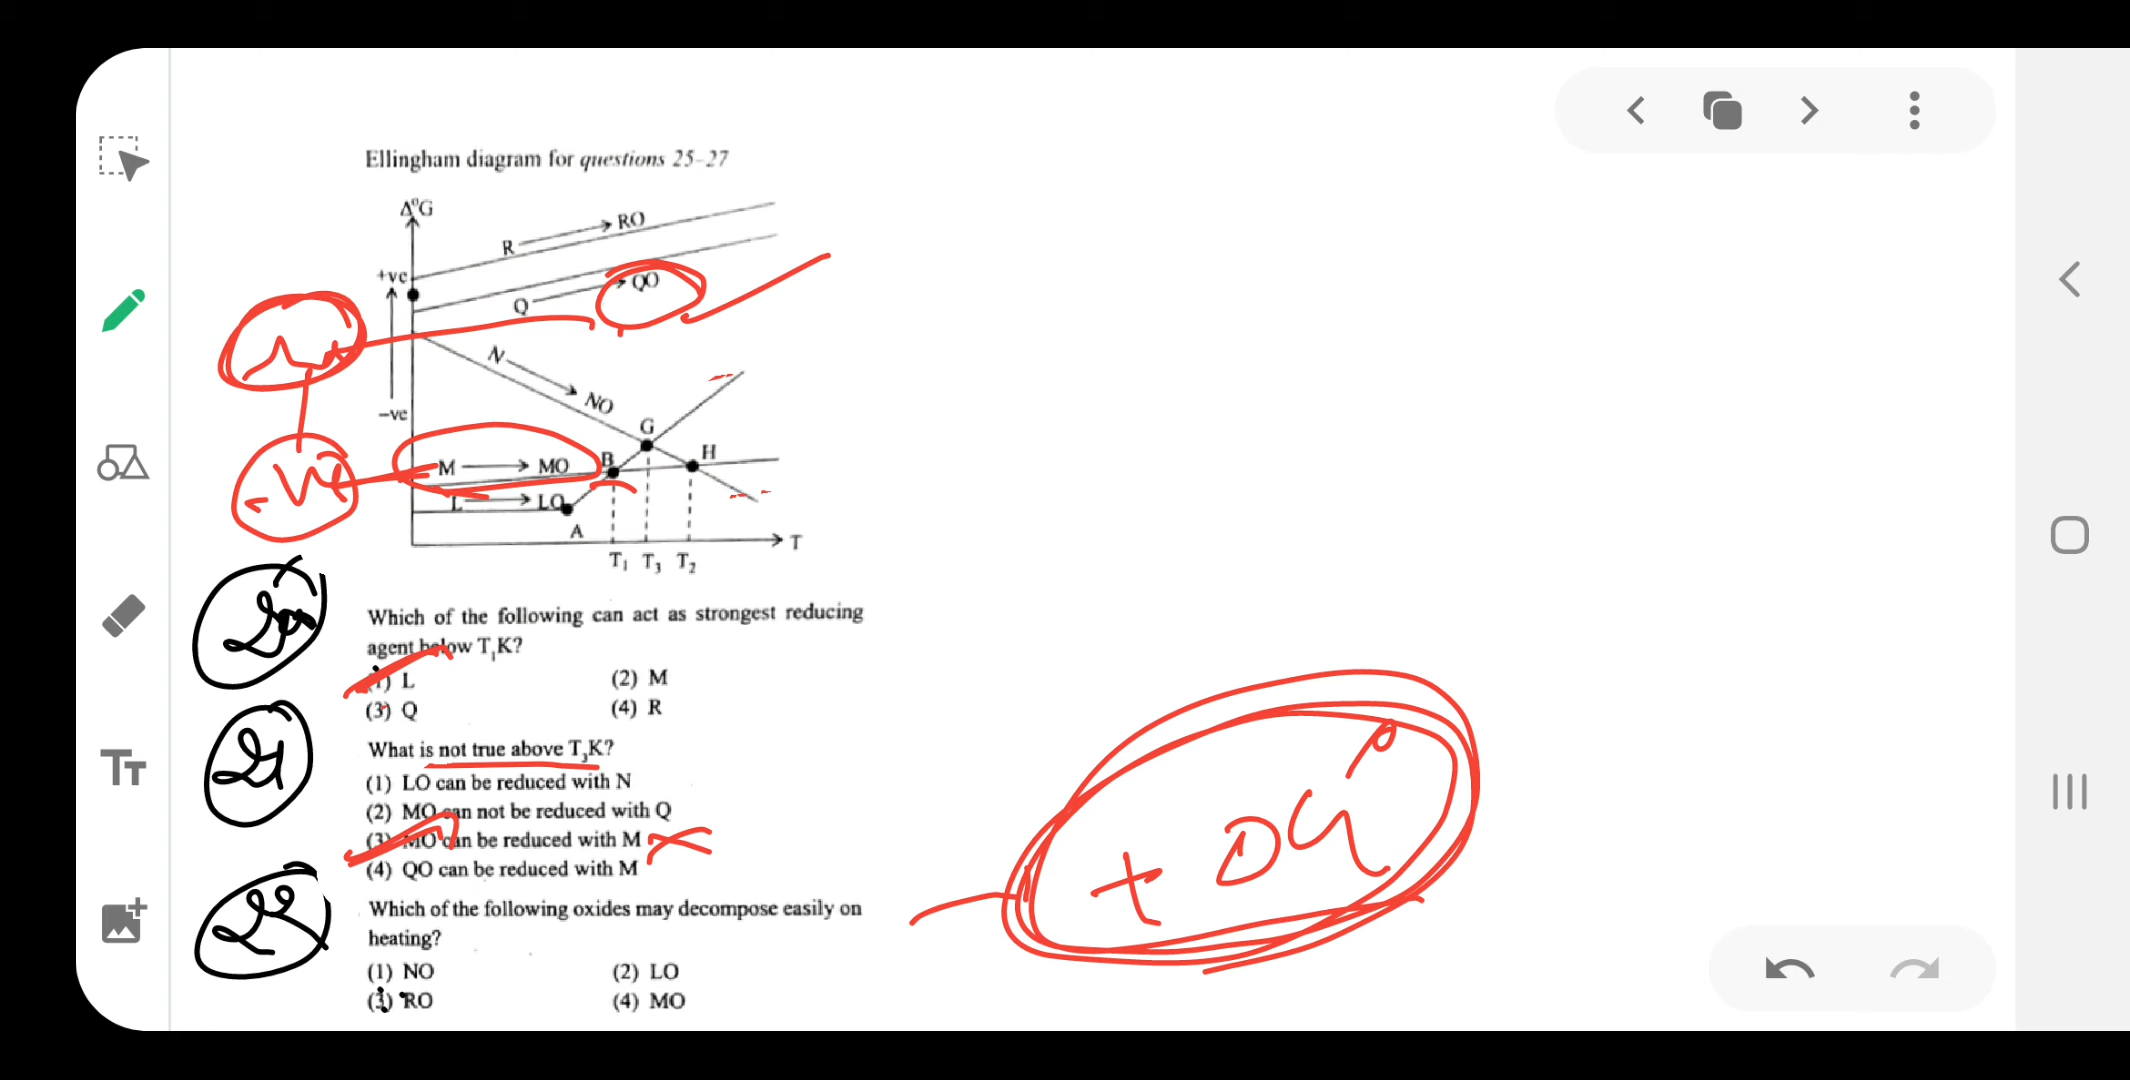 Ellingham diagram for questions 25-27
Δ⁰G
R → RO
+ve
Q → QO
N → NO
-ve
G
H
B
M → MO
L → LO
A
T
T₁ T₃ T₂
-ve
Which of the following can act as strongest reducing
agent below T₁K?
(1) L (2) M
(3) Q (4) R
What is not true above T₃K?
(1) LO can be reduced with N
(2) MO can not be reduced with Q
(3) MO can be reduced with M
(4) QO can be reduced with M
Which of the following oxides may decompose easily on
heating?
(1) NO (2) LO
(3) RO (4) MO
+ DG⁰
TT